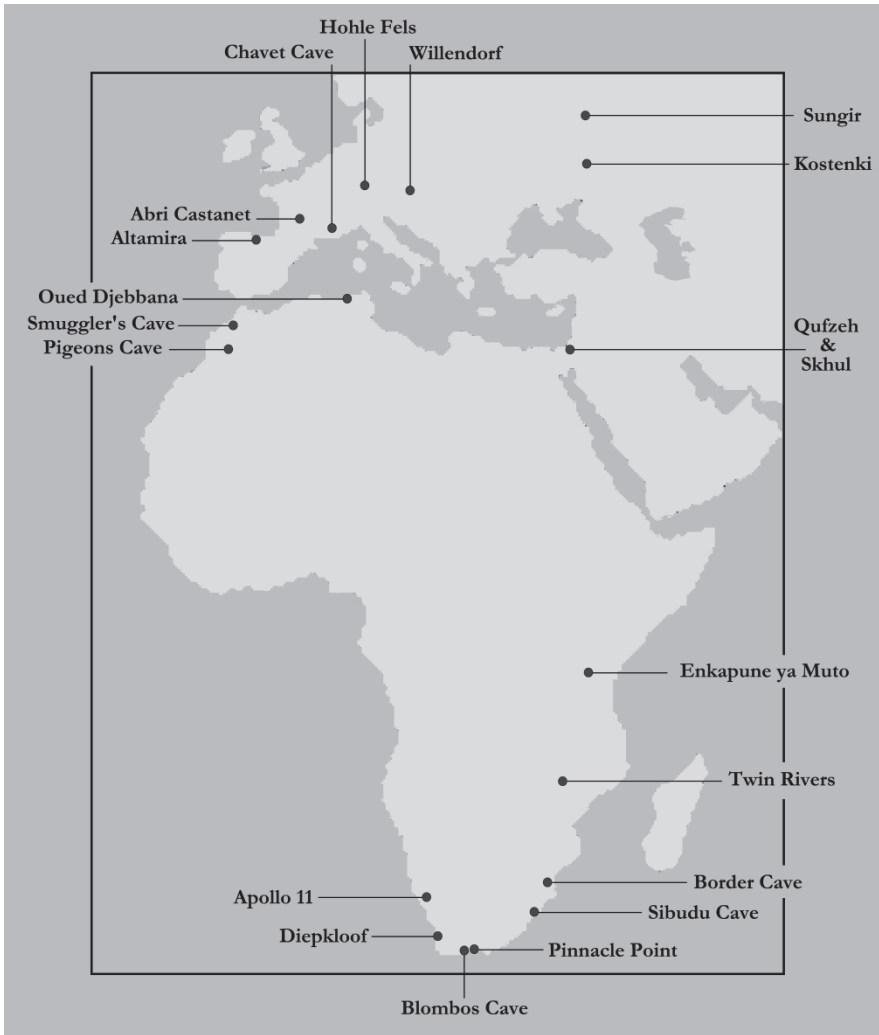 Hohle Fels
Chavet Cave
Willendorf
Sungir
Kostenki
Abri Castanet
Altamira
Oued Djebbana
Smuggler's Cave
Pigeons Cave
Qufzeh
&
Skhul
Enkapune ya Muto
Twin Rivers
Border Cave
Apollo 11
Sibudu Cave
Diepkloof
Pinnacle Point
Blombos Cave